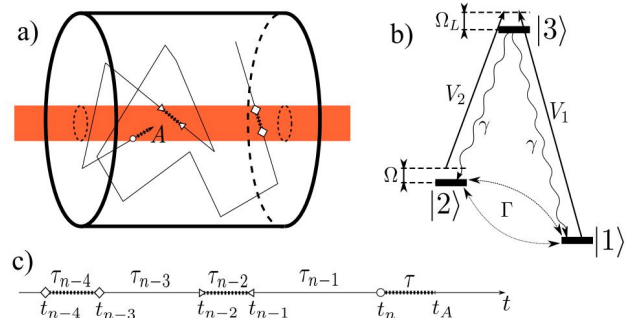 a)
A
b)
Ω_L
|3⟩
V_2
V_1
γ
γ
Ω
|2⟩
Γ
|1⟩
c)
τ_{n−4} τ_{n−3} τ_{n−2} τ_{n−1} τ
t_{n−4} t_{n−3} t_{n−2} t_{n−1} t_n t_A t